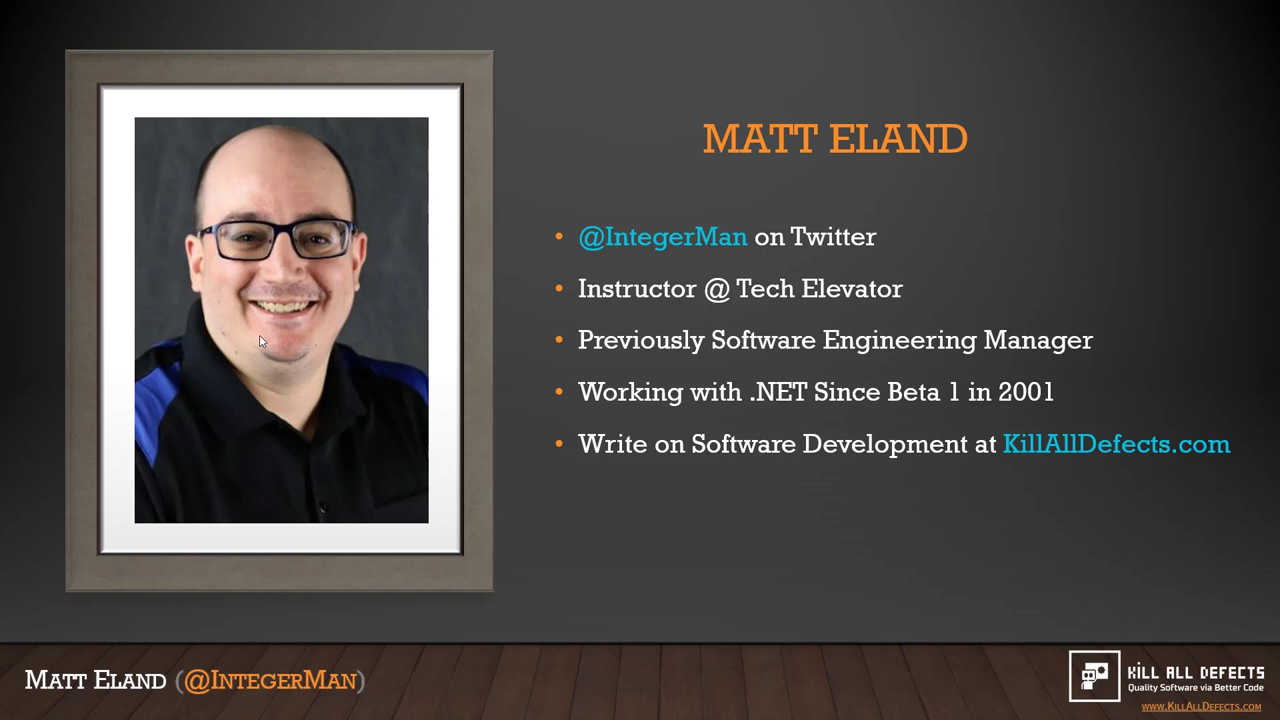 MATT ELAND
• @IntegerMan on Twitter
• Instructor @ Tech Elevator
• Previously Software Engineering Manager
• Working with .NET Since Beta 1 in 2001
• Write on Software Development at KillAllDefects.com
MATT ELAND (@INTEGERMAN)
KILL ALL DEFECTS
Quality Software via Better Code
WWW.KILLALLDEFECTS.COM